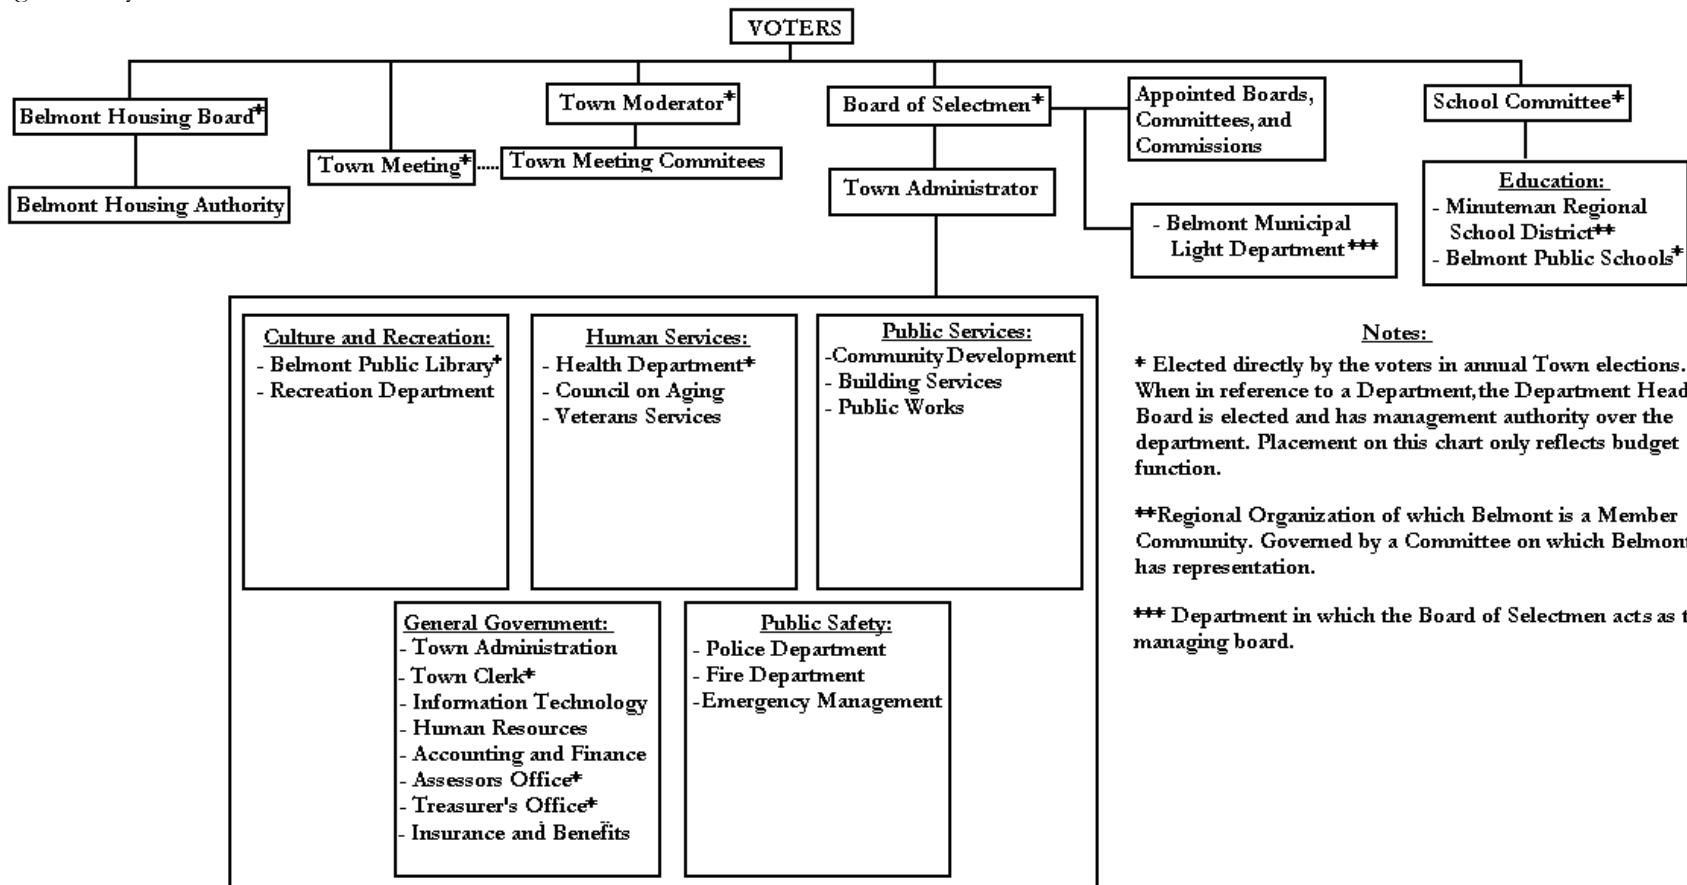 VOTERS
Belmont Housing Board*
Town Moderator*
Board of Selectmen*
Appointed Boards,
Committees, and
Commissions
School Committee*
Town Meeting*
Town Meeting Commitees
Belmont Housing Authority
Town Administrator
- Belmont Municipal
Light Department***
Education:
- Minuteman Regional
School District**
- Belmont Public Schools*
Culture and Recreation:
- Belmont Public Library*
- Recreation Department
Human Services:
- Health Department*
- Council on Aging
- Veterans Services
Public Services:
-Community Development
- Building Services
- Public Works
General Government:
- Town Administration
- Town Clerk*
- Information Technology
- Human Resources
- Accounting and Finance
- Assessors Office*
- Treasurer's Office*
- Insurance and Benefits
Public Safety:
- Police Department
- Fire Department
-Emergency Management
Notes:
* Elected directly by the voters in annual Town elections.
When in reference to a Department, the Department Head
Board is elected and has management authority over the
department. Placement on this chart only reflects budget
function.
**Regional Organization of which Belmont is a Member
Community. Governed by a Committee on which Belmont
has representation.
*** Department in which the Board of Selectmen acts as
managing board.